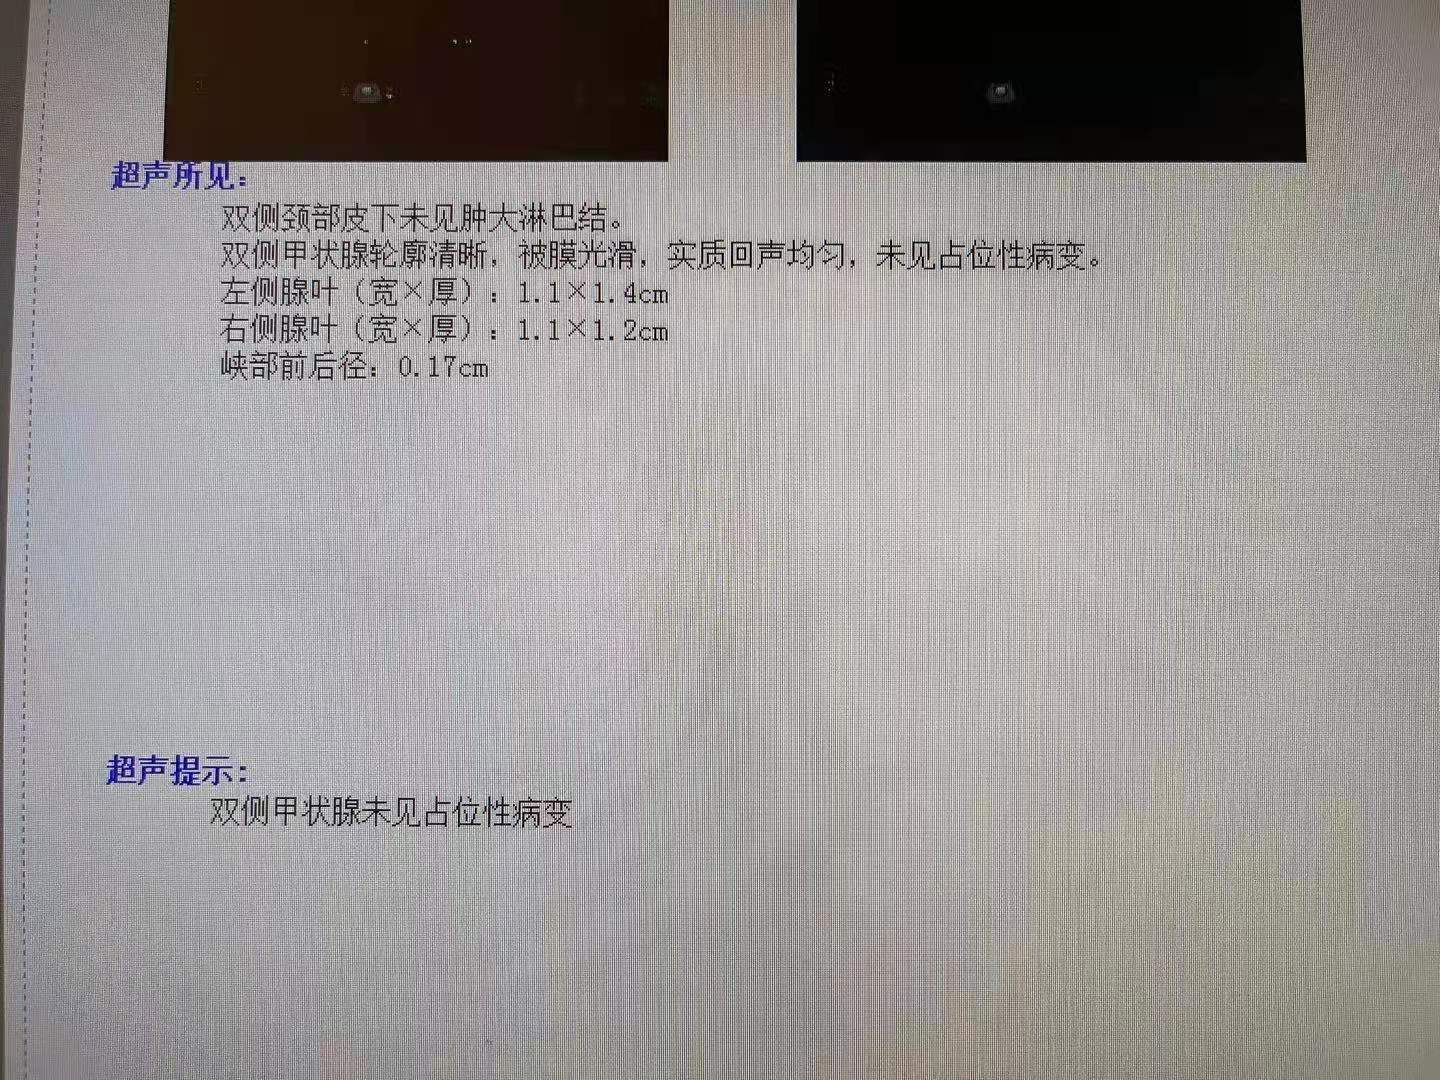 超声所见：
双侧颈部皮下未见肿大淋巴结。
双侧甲状腺轮廓清晰，被膜光滑，实质回声均匀，未见占位性病变。
左侧腺叶（宽×厚）：1.1×1.4cm
右侧腺叶（宽×厚）：1.1×1.2cm
峡部前后径：0.17cm
超声提示：
双侧甲状腺未见占位性病变